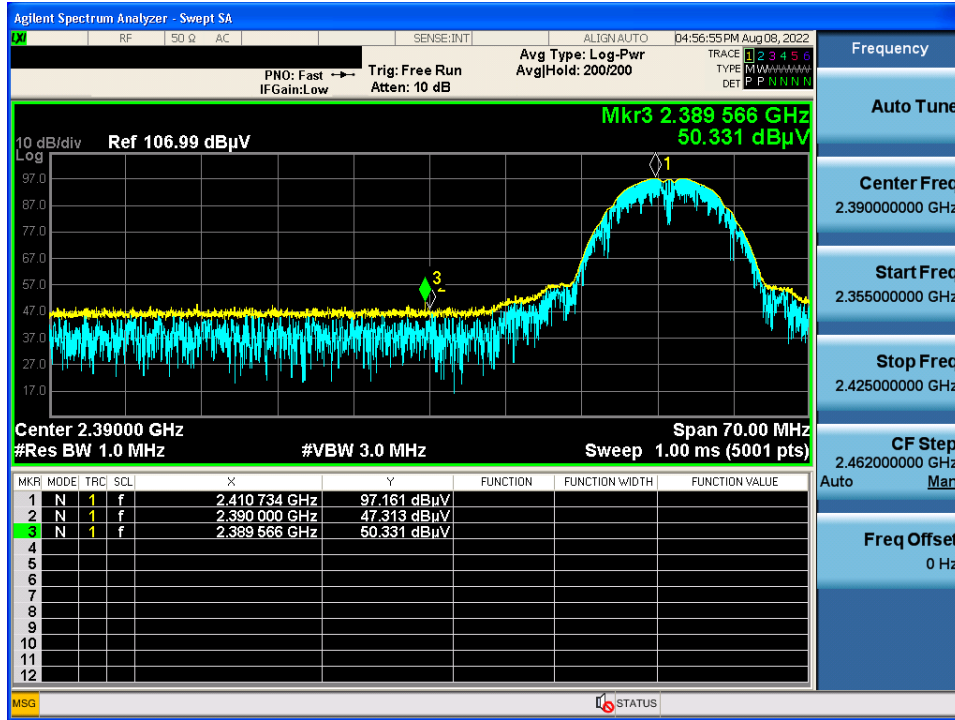 Agilent Spectrum Analyzer - Swept SA
LXI RF 50 Ω AC SENSE:INT ALIGN AUTO 04:56:55 PM Aug 08, 2022
Avg Type: Log-Pwr
Avg|Hold: 200/200
PNO: Fast
IFGain:Low
Trig: Free Run
Atten: 10 dB
TRACE 1 2 3 4 5 6
TYPE MWWWWW
DET P P N N N N
Mkr3 2.389 566 GHz
50.331 dBµV
10 dB/div Ref 106.99 dBµV
Log
97.0
87.0
77.0
67.0
57.0
47.0
37.0
27.0
17.0
1
3
2
Center 2.39000 GHz
Span 70.00 MHz
#Res BW 1.0 MHz
#VBW 3.0 MHz
Sweep 1.00 ms (5001 pts)
MKR MODE TRC SCL X Y FUNCTION FUNCTION WIDTH FUNCTION VALUE
1 N 1 f 2.410 734 GHz 97.161 dBµV
2 N 1 f 2.390 000 GHz 47.313 dBµV
3 N 1 f 2.389 566 GHz 50.331 dBµV
4
5
6
7
8
9
10
11
12
MSG
STATUS
Frequency
Auto Tune
Center Freq
2.390000000 GHz
Start Freq
2.355000000 GHz
Stop Freq
2.425000000 GHz
CF Step
2.462000000 GHz
Auto Man
Freq Offset
0 Hz